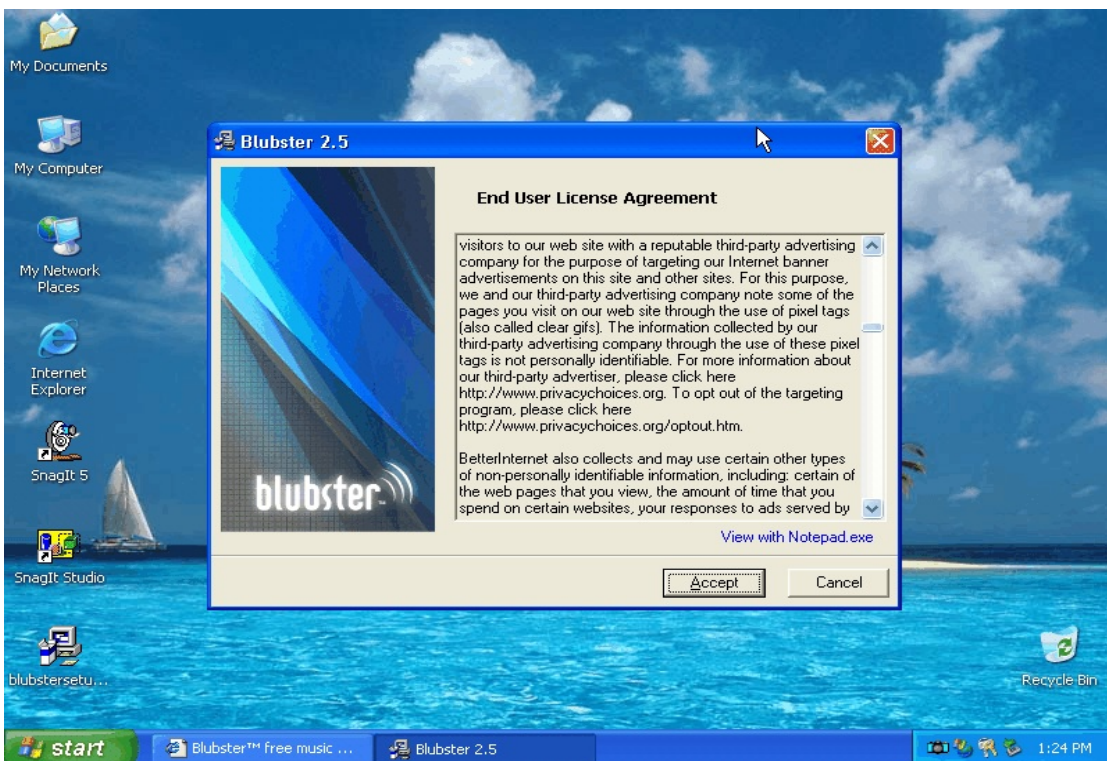 My Documents
My Computer
My Network
Places
Internet
Explorer
SnagIt 5
SnagIt Studio
blubstersetu...
Blubster 2.5
End User License Agreement
visitors to our web site with a reputable third-party advertising
company for the purpose of targeting our Internet banner
advertisements on this site and other sites. For this purpose,
we and our third-party advertising company note some of the
pages you visit on our web site through the use of pixel tags
(also called clear gifs). The information collected by our
third-party advertising company through the use of these pixel
tags is not personally identifiable. For more information about
our third-party advertiser, please click here
http://www.privacychoices.org. To opt out of the targeting
program, please click here
http://www.privacychoices.org/optout.htm.
BetterInternet also collects and may use certain other types
of non-personally identifiable information, including: certain of
the web pages that you view, the amount of time that you
spend on certain websites, your responses to ads served by
blubster
View with Notepad.exe
Accept
Cancel
Recycle Bin
start
Blubster™ free music ...
Blubster 2.5
1:24 PM